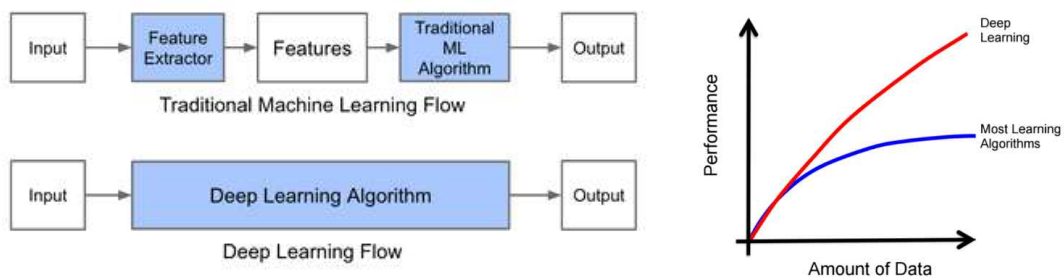 Input
Feature
Extractor
Features
Traditional
ML
Algorithm
Output
Traditional Machine Learning Flow
Input
Deep Learning Algorithm
Output
Deep Learning Flow
Deep
Learning
Most Learning
Algorithms
Performance
Amount of Data